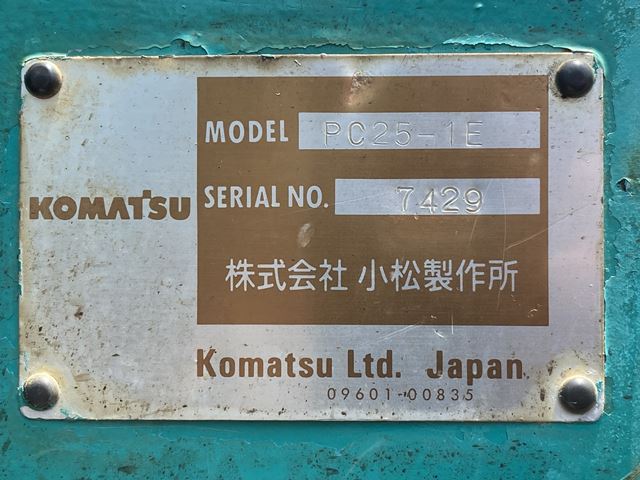 MODEL PC25-1E
SERIAL NO. 7429
KOMATSU
株式会社 小松製作所
Komatsu Ltd. Japan
09601-00835